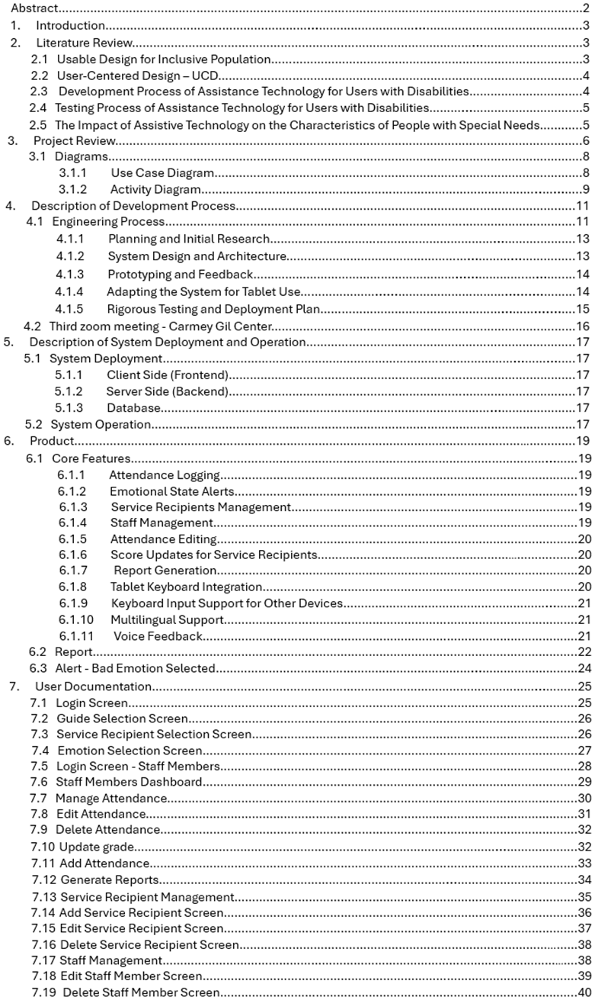 Abstract..........2
1. Introduction..........3
2. Literature Review..........3
2.1 Usable Design for Inclusive Population..........3
2.2 User-Centered Design – UCD..........4
2.3 Development Process of Assistance Technology for Users with Disabilities..........4
2.4 Testing Process of Assistance Technology for Users with Disabilities..........5
2.5 The Impact of Assistive Technology on the Characteristics of People with Special Needs..........5
3. Project Review..........6
3.1 Diagrams..........8
3.1.1 Use Case Diagram..........8
3.1.2 Activity Diagram..........9
4. Description of Development Process..........11
4.1 Engineering Process..........11
4.1.1 Planning and Initial Research..........13
4.1.2 System Design and Architecture..........13
4.1.3 Prototyping and Feedback..........14
4.1.4 Adapting the System for Tablet Use..........14
4.1.5 Rigorous Testing and Deployment Plan..........15
4.2 Third zoom meeting - Carmey Gil Center..........16
5. Description of System Deployment and Operation..........17
5.1 System Deployment..........17
5.1.1 Client Side (Frontend)..........17
5.1.2 Server Side (Backend)..........17
5.1.3 Database..........17
5.2 System Operation..........17
6. Product..........19
6.1 Core Features..........19
6.1.1 Attendance Logging..........19
6.1.2 Emotional State Alerts..........19
6.1.3 Service Recipients Management..........19
6.1.4 Staff Management..........19
6.1.5 Attendance Editing..........20
6.1.6 Score Updates for Service Recipients..........20
6.1.7 Report Generation..........20
6.1.8 Tablet Keyboard Integration..........20
6.1.9 Keyboard Input Support for Other Devices..........21
6.1.10 Multilingual Support..........21
6.1.11 Voice Feedback..........21
6.2 Report..........22
6.3 Alert - Bad Emotion Selected..........24
7. User Documentation..........25
7.1 Login Screen..........25
7.2 Guide Selection Screen..........26
7.3 Service Recipient Selection Screen..........26
7.4 Emotion Selection Screen..........27
7.5 Login Screen - Staff Members..........28
7.6 Staff Members Dashboard..........29
7.7 Manage Attendance..........30
7.8 Edit Attendance..........31
7.9 Delete Attendance..........32
7.10 Update grade..........32
7.11 Add Attendance..........33
7.12 Generate Reports..........34
7.13 Service Recipient Management..........35
7.14 Add Service Recipient Screen..........36
7.15 Edit Service Recipient Screen..........37
7.16 Delete Service Recipient Screen..........38
7.17 Staff Management..........38
7.18 Edit Staff Member Screen..........39
7.19 Delete Staff Member Screen..........40